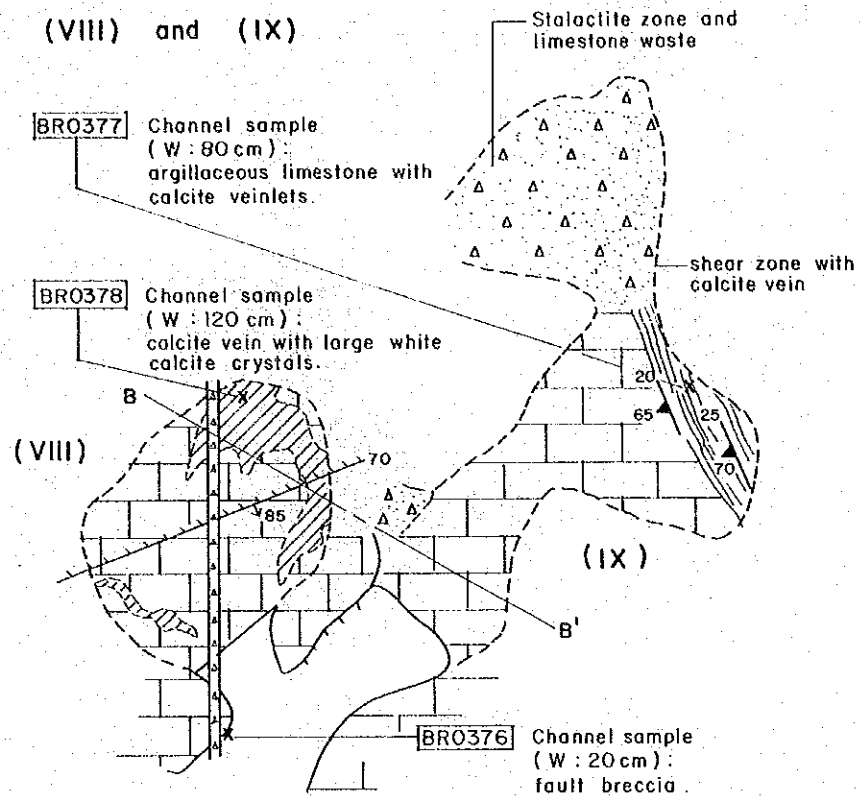 (VIII) and (IX)
Stalactite zone and
limestone waste
BR0377 Channel sample
(W : 80 cm) :
argillaceous limestone with
calcite veinlets.
shear zone with
calcite vein
BR0378 Channel sample
(W : 120 cm) :
calcite vein with large white
calcite crystals.
B
20
65
25
70
(VIII)
70
85
(IX)
B'
BR0376 Channel sample
(W : 20 cm) :
fault breccia.